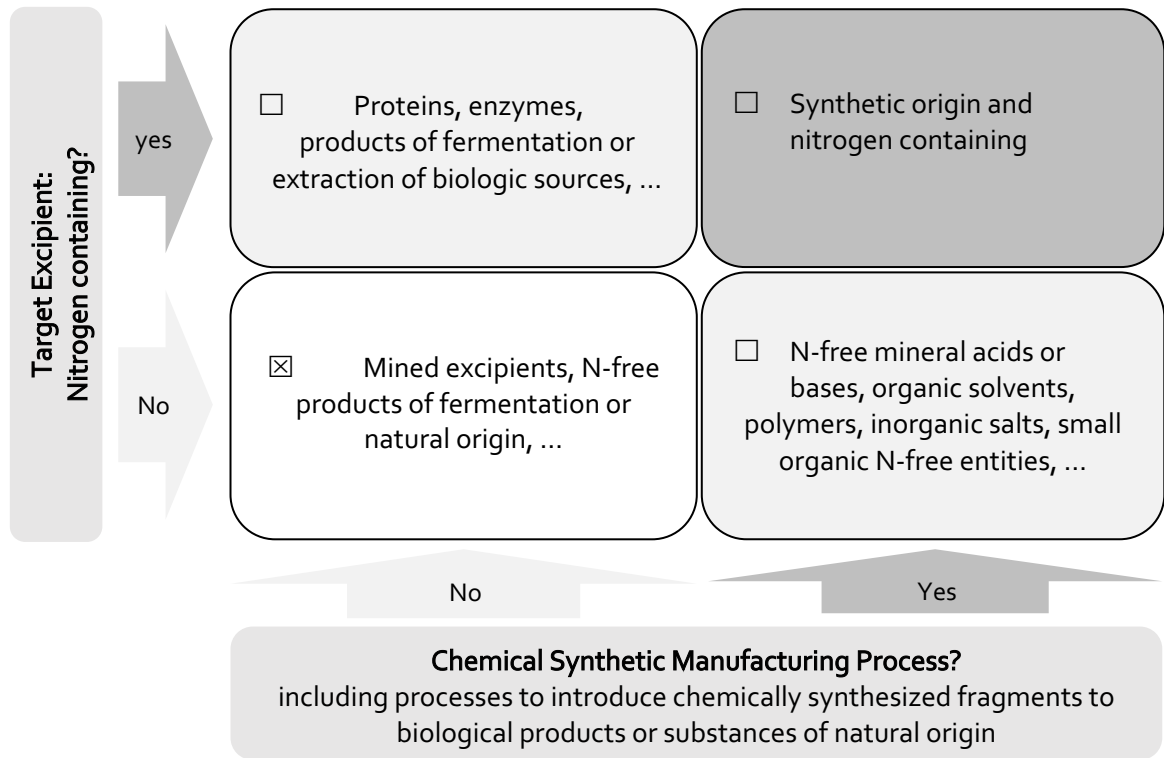 Target Excipient:
Nitrogen containing?
yes
☐ Proteins, enzymes,
products of fermentation or
extraction of biologic sources, ...
☐ Synthetic origin and
nitrogen containing
No
☒ Mined excipients, N-free
products of fermentation or
natural origin, ...
☐ N-free mineral acids or
bases, organic solvents,
polymers, inorganic salts, small
organic N-free entities, ...
No
Yes
Chemical Synthetic Manufacturing Process?
including processes to introduce chemically synthesized fragments to
biological products or substances of natural origin